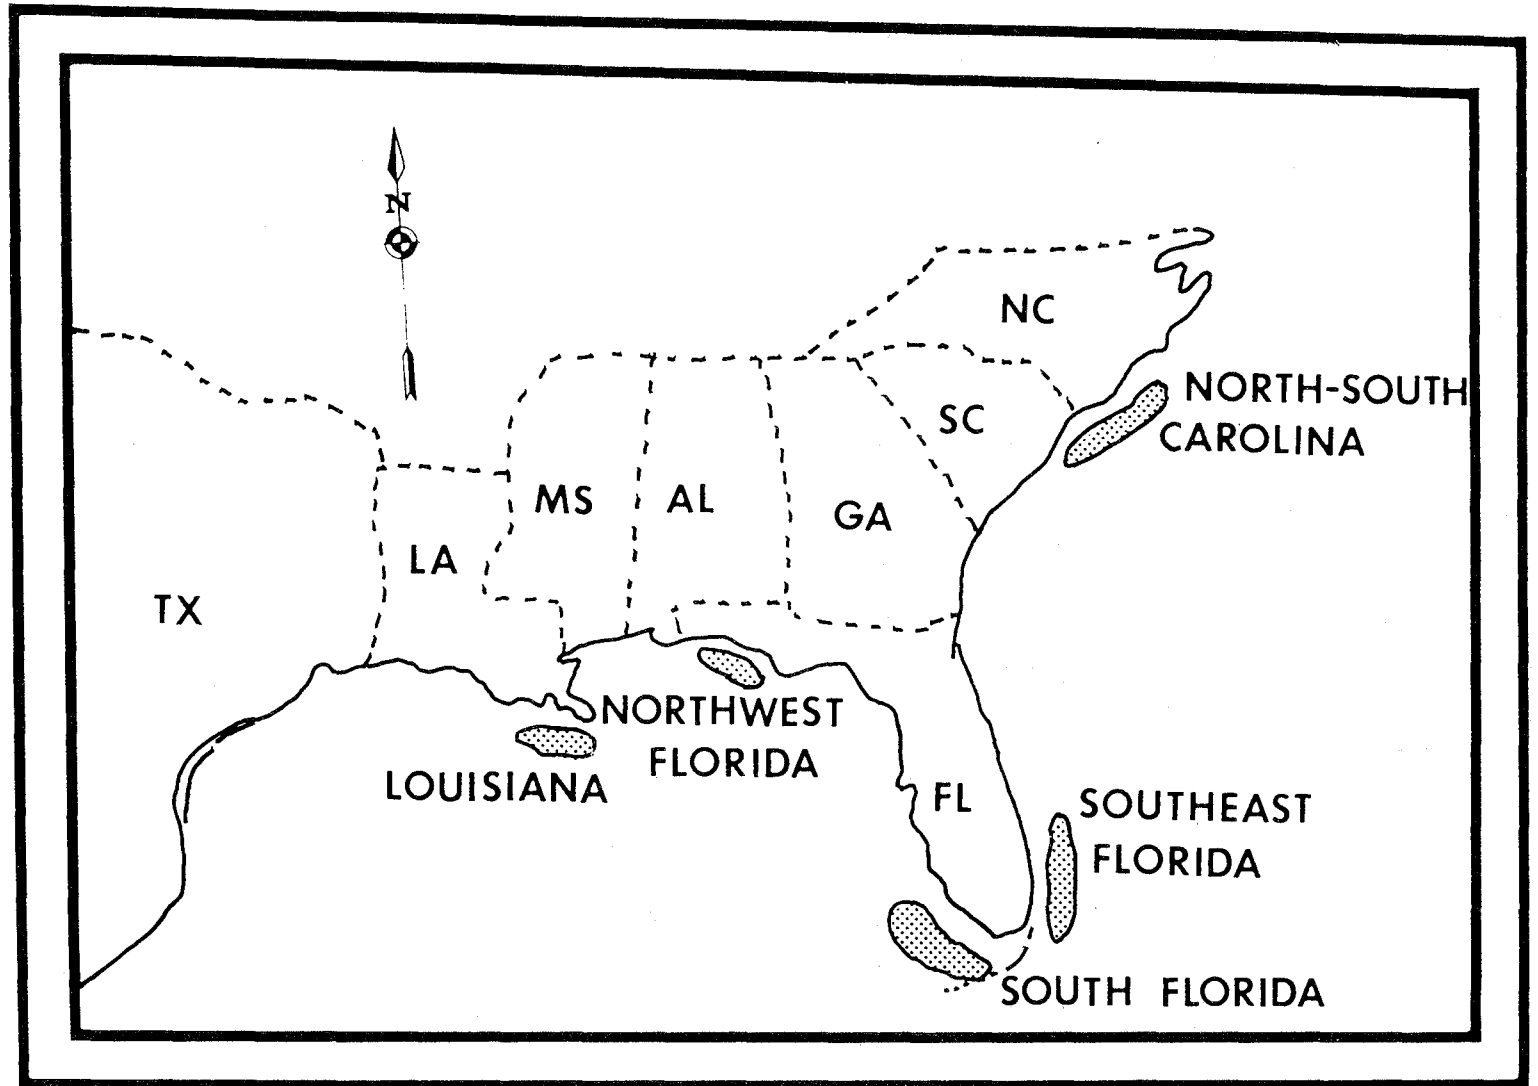 N
NC
NORTH-SOUTH
CAROLINA
SC
MS
AL
GA
LA
TX
NORTHWEST
FLORIDA
LOUISIANA
FL
SOUTHEAST
FLORIDA
SOUTH FLORIDA